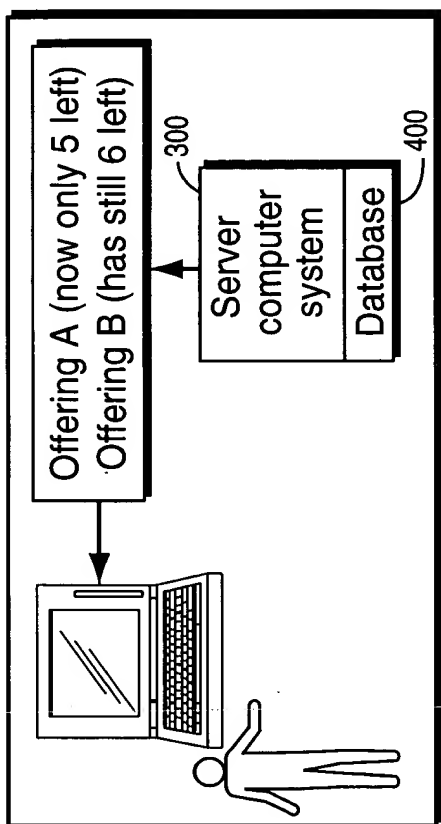 Offering A (now only 5 left)
Offering B (has still 6 left)
300
Server
computer
system
Database
400